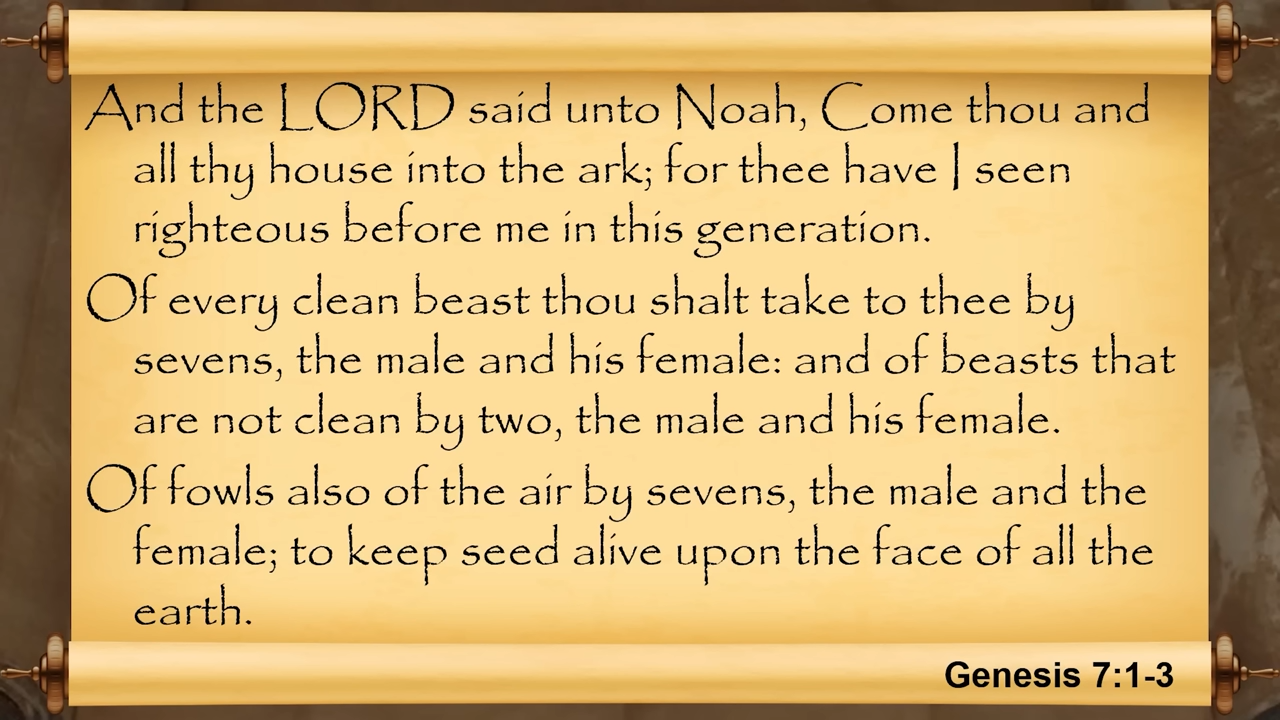 And the LORD said unto Noah, Come thou and
all thy house into the ark; for thee have I seen
righteous before me in this generation.
Of every clean beast thou shalt take to thee by
sevens, the male and his female: and of beasts that
are not clean by two, the male and his female.
Of fowls also of the air by sevens, the male and the
female; to keep seed alive upon the face of all the
earth.
Genesis 7:1-3